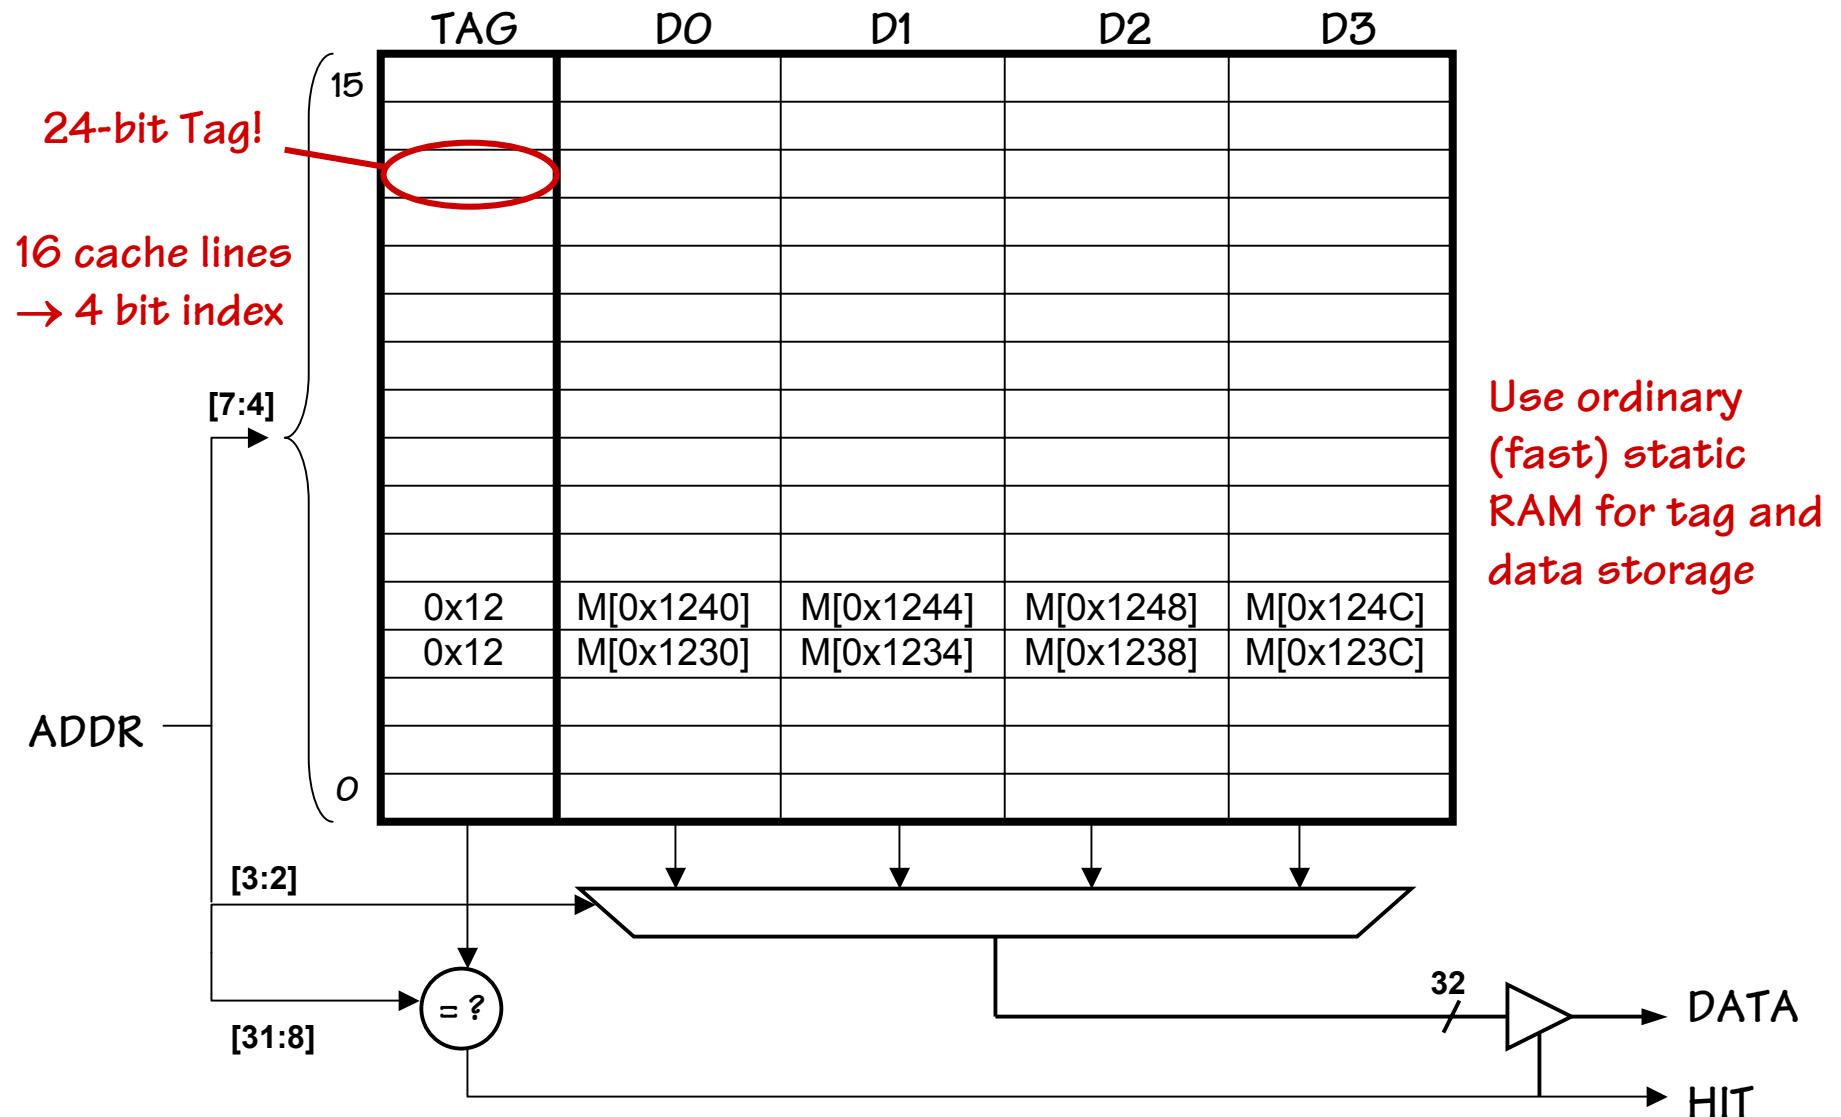 TAG D0 D1 D2 D3
15
24-bit Tag!
16 cache lines
→ 4 bit index
[7:4]
Use ordinary
(fast) static
RAM for tag and
data storage
0x12 M[0x1240] M[0x1244] M[0x1248] M[0x124C]
0x12 M[0x1230] M[0x1234] M[0x1238] M[0x123C]
ADDR
0
[3:2]
= ?
[31:8]
32
DATA
HIT